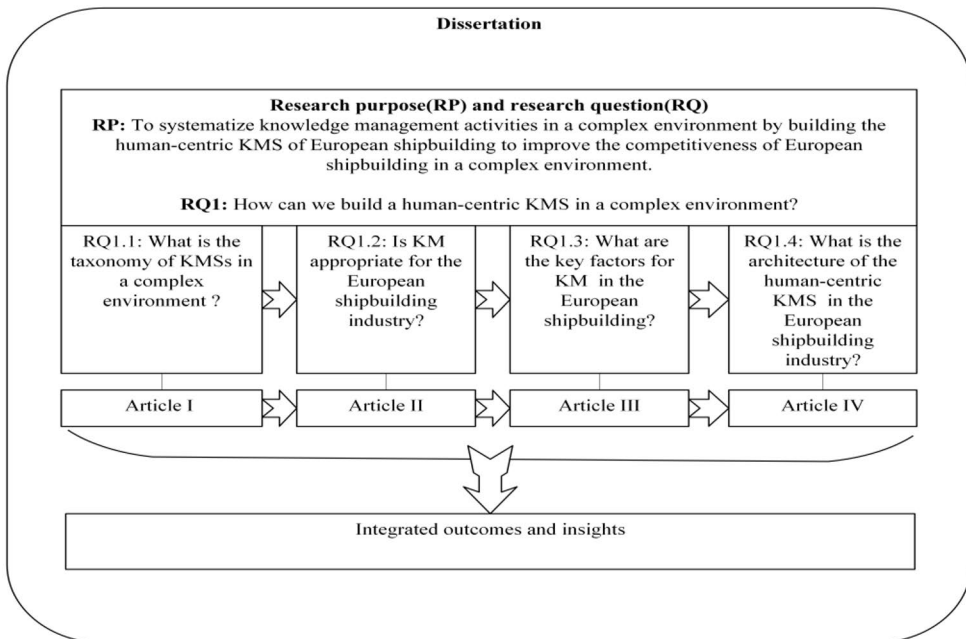 Dissertation
Research purpose(RP) and research question(RQ)
RP: To systematize knowledge management activities in a complex environment by building the
human-centric KMS of European shipbuilding to improve the competitiveness of European
shipbuilding in a complex environment.
RQ1: How can we build a human-centric KMS in a complex environment?
RQ1.1: What is the
taxonomy of KMSs in
a complex
environment ?
RQ1.2: Is KM
appropriate for the
European
shipbuilding
industry?
RQ1.3: What are
the key factors for
KM in the
European
shipbuilding?
RQ1.4: What is the
architecture of the
human-centric
KMS in the
European
shipbuilding
industry?
Article I
Article II
Article III
Article IV
Integrated outcomes and insights